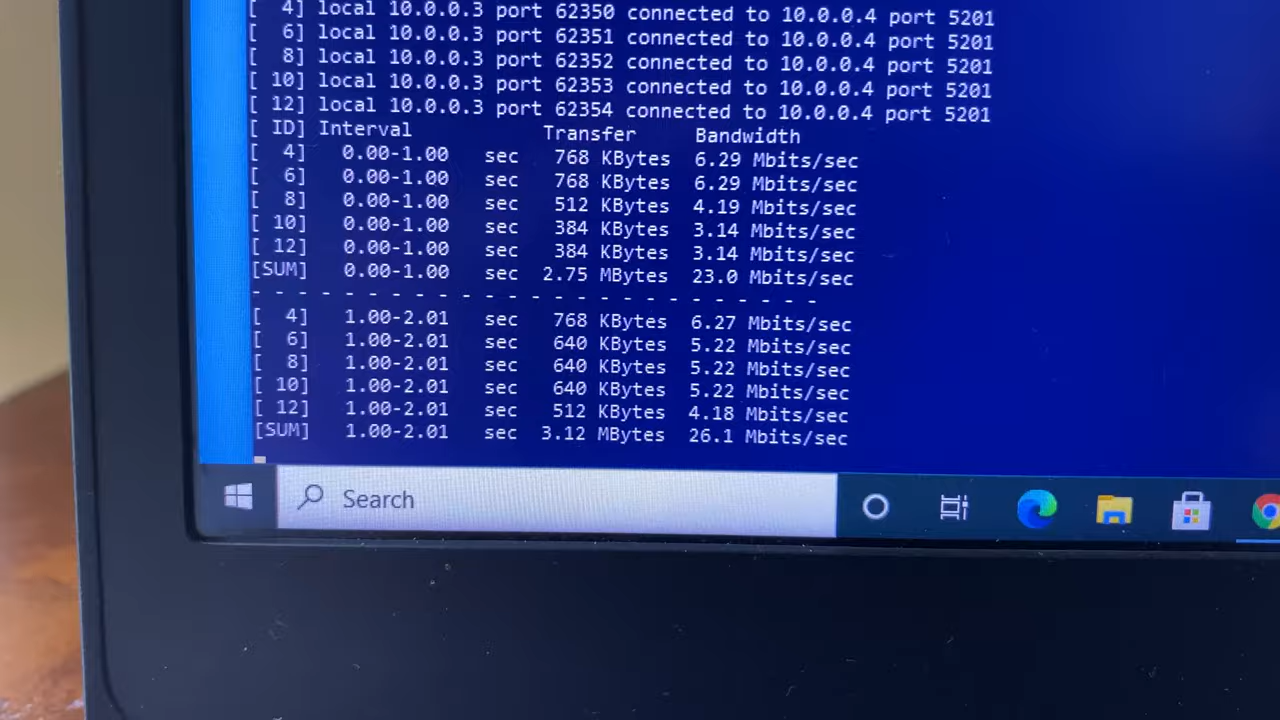 [  4] local 10.0.0.3 port 62350 connected to 10.0.0.4 port 5201
[  6] local 10.0.0.3 port 62351 connected to 10.0.0.4 port 5201
[  8] local 10.0.0.3 port 62352 connected to 10.0.0.4 port 5201
[ 10] local 10.0.0.3 port 62353 connected to 10.0.0.4 port 5201
[ 12] local 10.0.0.3 port 62354 connected to 10.0.0.4 port 5201
[ ID] Interval           Transfer     Bandwidth
[  4]   0.00-1.00   sec   768 KBytes  6.29 Mbits/sec
[  6]   0.00-1.00   sec   768 KBytes  6.29 Mbits/sec
[  8]   0.00-1.00   sec   512 KBytes  4.19 Mbits/sec
[ 10]   0.00-1.00   sec   384 KBytes  3.14 Mbits/sec
[ 12]   0.00-1.00   sec   384 KBytes  3.14 Mbits/sec
[SUM]   0.00-1.00   sec  2.75 MBytes  23.0 Mbits/sec
- - - - - - - - - - - - - - - - - - - - - - - - -
[  4]   1.00-2.01   sec   768 KBytes  6.27 Mbits/sec
[  6]   1.00-2.01   sec   640 KBytes  5.22 Mbits/sec
[  8]   1.00-2.01   sec   640 KBytes  5.22 Mbits/sec
[ 10]   1.00-2.01   sec   640 KBytes  5.22 Mbits/sec
[ 12]   1.00-2.01   sec   512 KBytes  4.18 Mbits/sec
[SUM]   1.00-2.01   sec  3.12 MBytes  26.1 Mbits/sec
Search